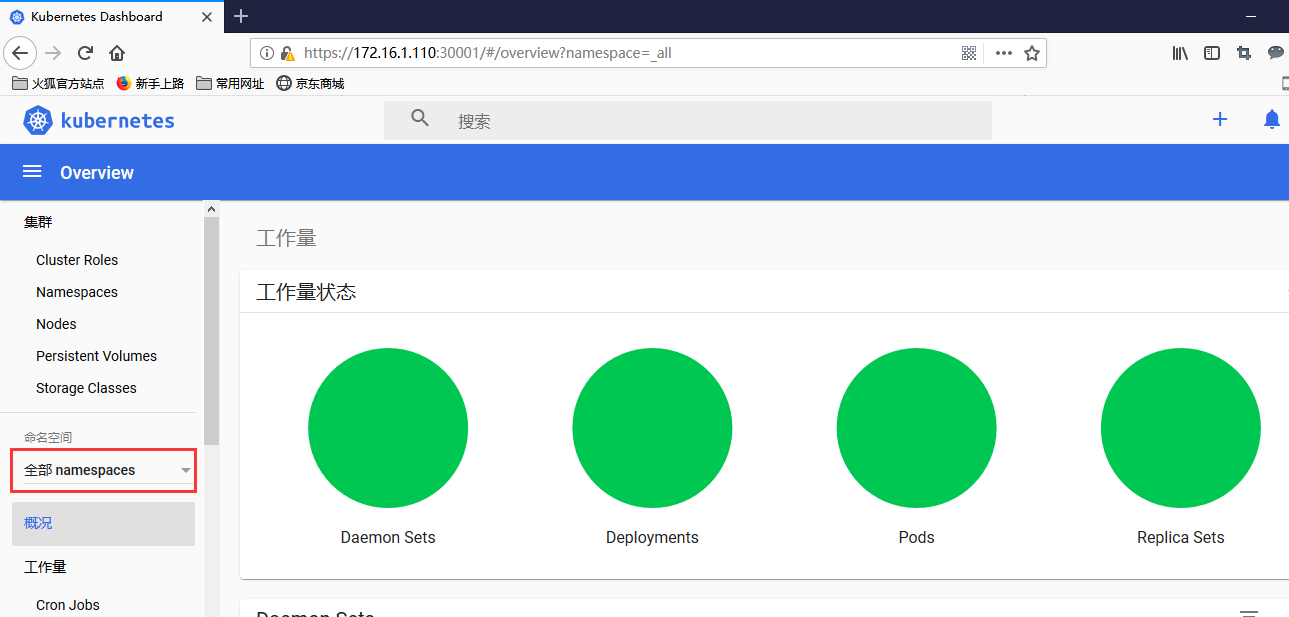 Kubernetes Dashboard
https://172.16.1.110:30001/#/overview?namespace=_all
火狐官方站点 新手上路 常用网址 京东商城
kubernetes
搜索
Overview
集群
Cluster Roles
Namespaces
Nodes
Persistent Volumes
Storage Classes
命名空间
全部 namespaces
概况
工作量
Cron Jobs
工作量
工作量状态
Daemon Sets
Deployments
Pods
Replica Sets
Daemon Sets